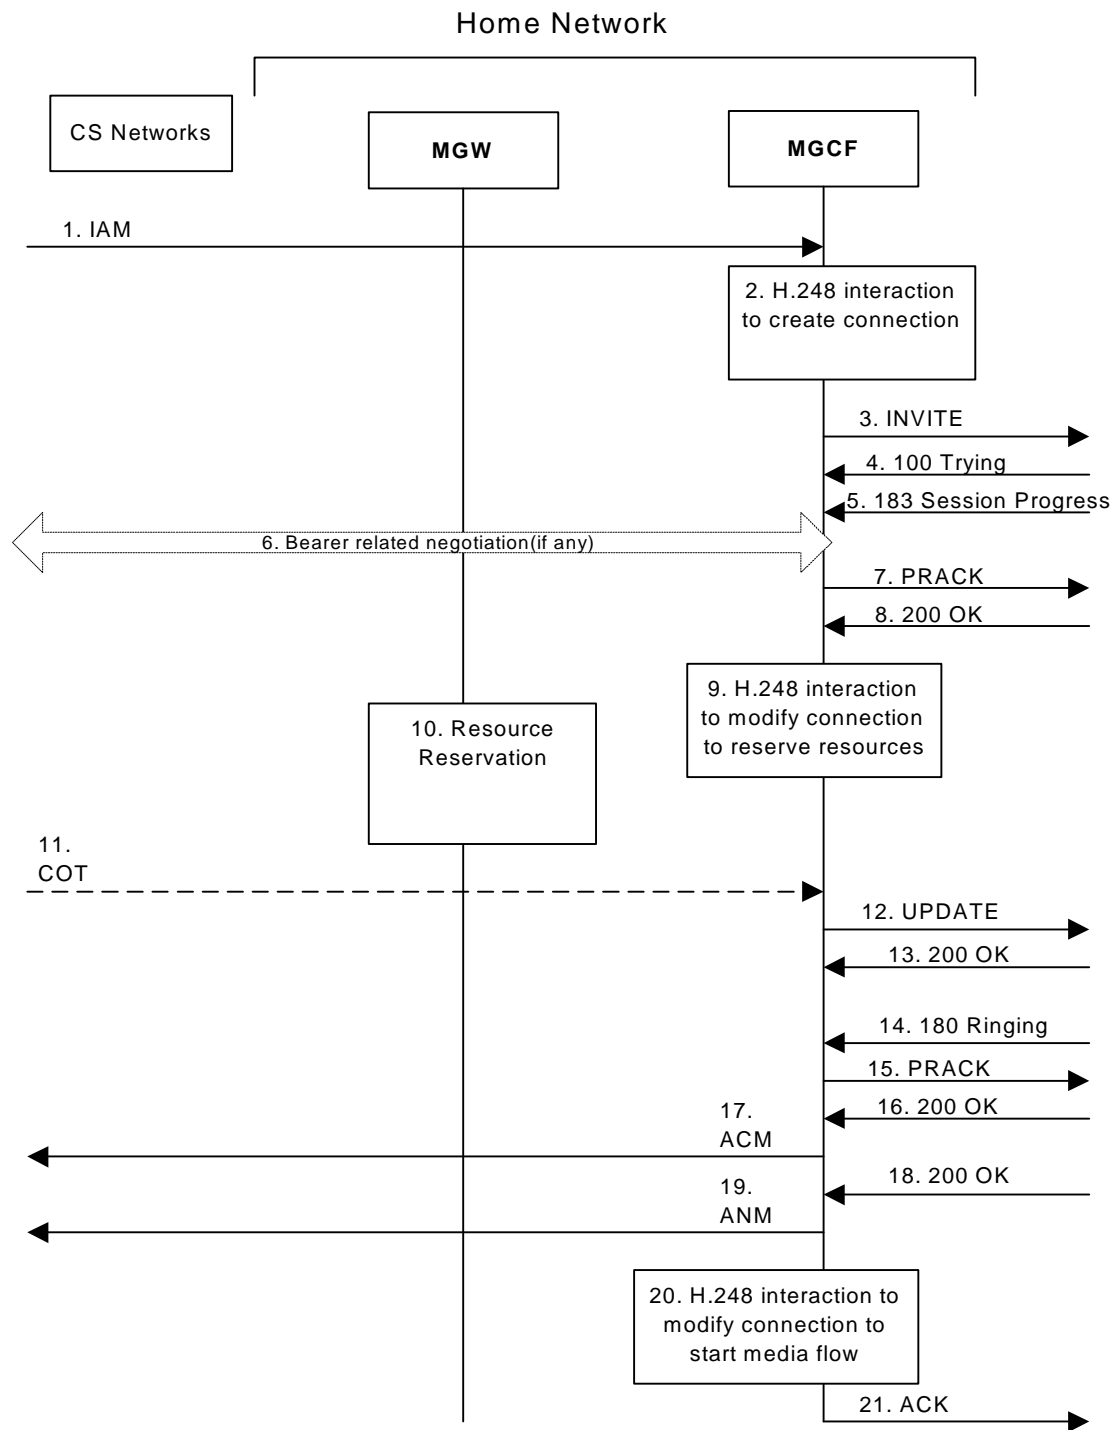 Home Network
CS Networks
MGW
MGCF
1. IAM
2. H.248 interaction
to create connection
3. INVITE
4. 100 Trying
5. 183 Session Progress
6. Bearer related negotiation(if any)
7. PRACK
8. 200 OK
9. H.248 interaction
to modify connection
to reserve resources
10. Resource
Reservation
11.
COT
12. UPDATE
13. 200 OK
14. 180 Ringing
15. PRACK
16. 200 OK
17.
ACM
18. 200 OK
19.
ANM
20. H.248 interaction to
modify connection to
start media flow
21. ACK